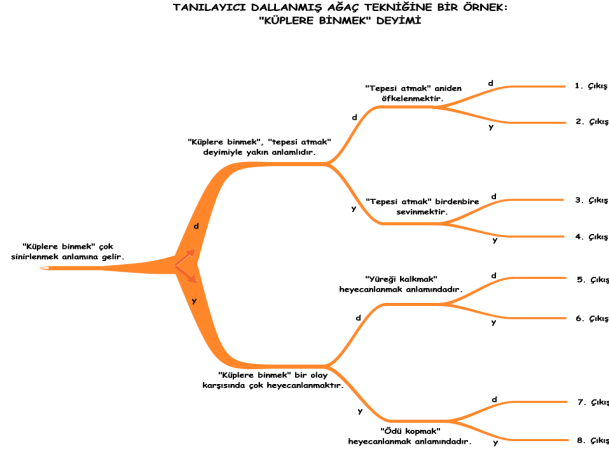 TANILAYICI DALLANMIŞ AĞAÇ TEKNİĞİNE BİR ÖRNEK:
"KÜPLERE BİNMEK" DEYİMİ
"Küplere binmek" çok
sinirlenmek anlamına gelir.
d
y
"Küplere binmek", "tepesi atmak"
deyimiyle yakın anlamlıdır.
d
y
"Tepesi atmak" aniden
öfkelenmektir.
d
1. Çıkış
y
2. Çıkış
"Tepesi atmak" birdenbire
sevinmektir.
d
3. Çıkış
y
4. Çıkış
"Küplere binmek" bir olay
karşısında çok heyecanlanmaktır.
d
y
"Yüreği kalkmak"
heyecanlanmak anlamındadır.
d
5. Çıkış
y
6. Çıkış
"Ödü kopmak"
heyecanlanmak anlamındadır.
d
7. Çıkış
y
8. Çıkış